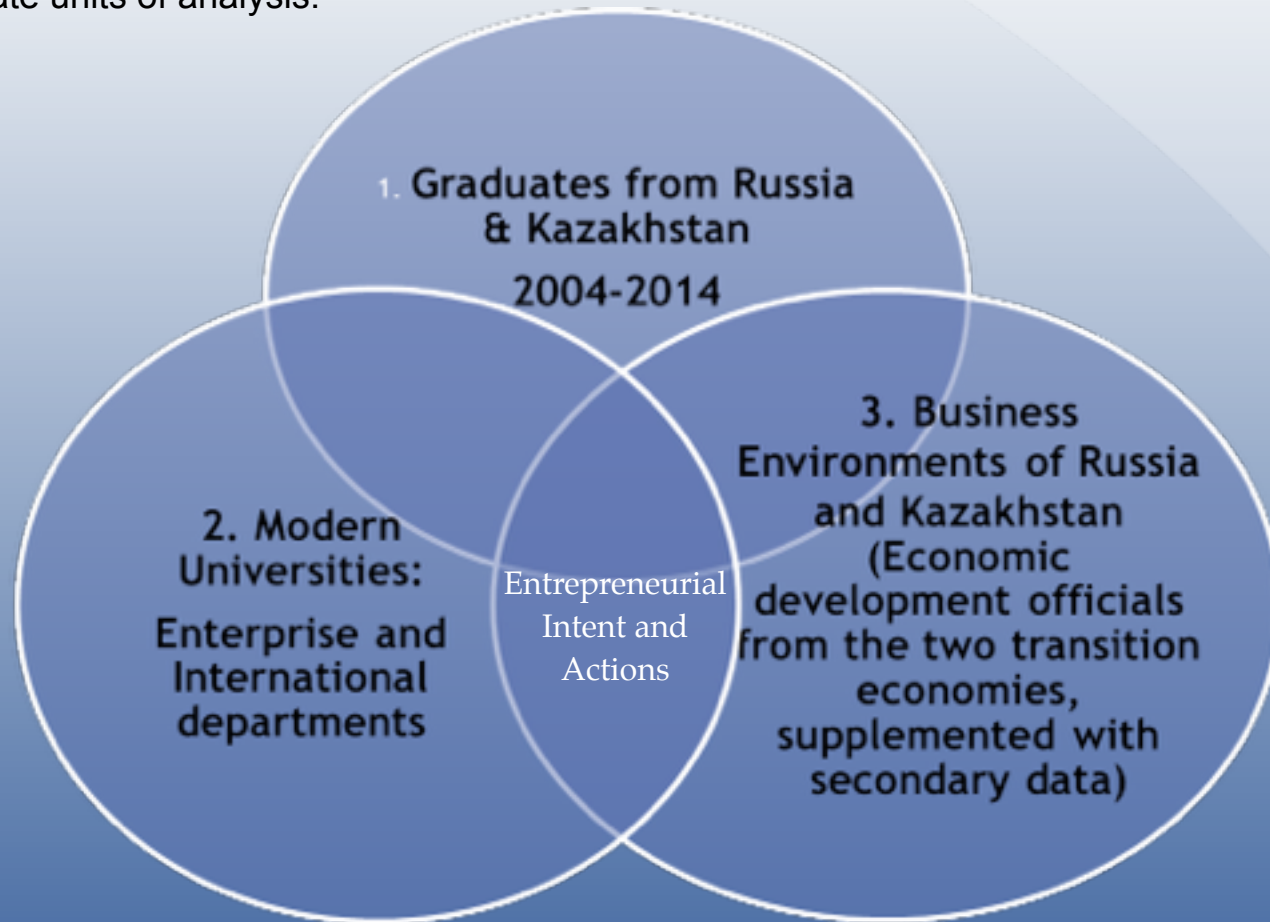 units of analysis:
1. Graduates from Russia
& Kazakhstan
2004-2014
2. Modern
Universities:
Enterprise and
International
departments
Entrepreneurial
Intent and
Actions
3. Business
Environments of Russia
and Kazakhstan
(Economic
development officials
from the two transition
economies,
supplemented with
secondary data)